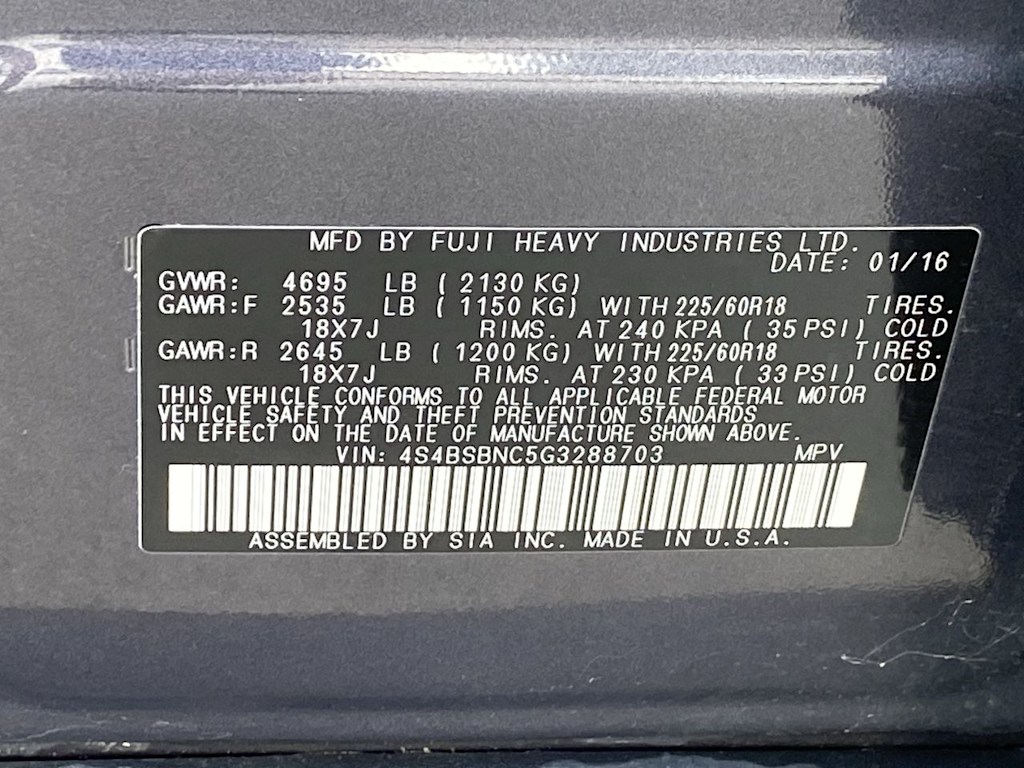 MFD BY FUJI HEAVY INDUSTRIES LTD.
DATE: 01/16
GVWR: 4695 LB ( 2130 KG)
GAWR:F 2535 LB ( 1150 KG) WITH 225/60R18 TIRES.
18X7J RIMS. AT 240 KPA ( 35 PSI) COLD
GAWR:R 2645 LB ( 1200 KG) WITH 225/60R18 TIRES.
18X7J RIMS. AT 230 KPA ( 33 PSI) COLD
THIS VEHICLE CONFORMS TO ALL APPLICABLE FEDERAL MOTOR
VEHICLE SAFETY AND THEFT PREVENTION STANDARDS
IN EFFECT ON THE DATE OF MANUFACTURE SHOWN ABOVE.
VIN: 4S4BSBNC5G3288703 MPV
ASSEMBLED BY SIA INC. MADE IN U.S.A.